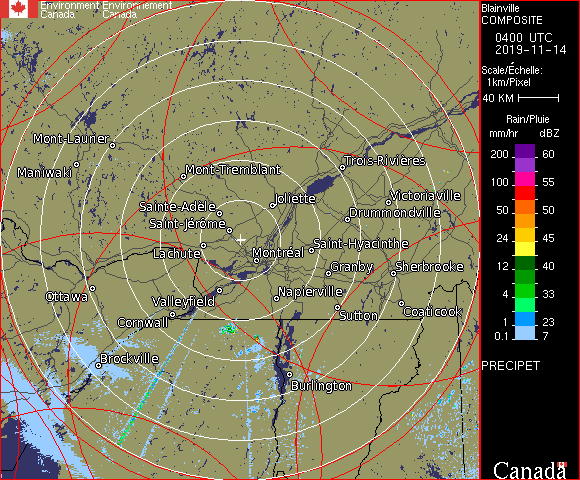 Environment Environnement
Canada Canada
Blainville
COMPOSITE
0400 UTC
2019-11-14
Scale/Échelle:
1km/Pixel
40 KM
Rain/Pluie
mm/hr dBZ
200 60
100 55
50 50
24 45
12 40
4 33
1 23
0.1 7
PRECIPET
Canada
Mont-Laurier
Maniwaki
Mont-Tremblant
Trois-Rivières
Joliette
Victoriaville
Sainte-Adèle
Drummondville
Saint-Jérôme
Lachute
Montréal
Saint-Hyacinthe
Granby
Sherbrooke
Ottawa
Valleyfield
Napierville
Cornwall
Sutton
Coaticook
Brockville
Burlington